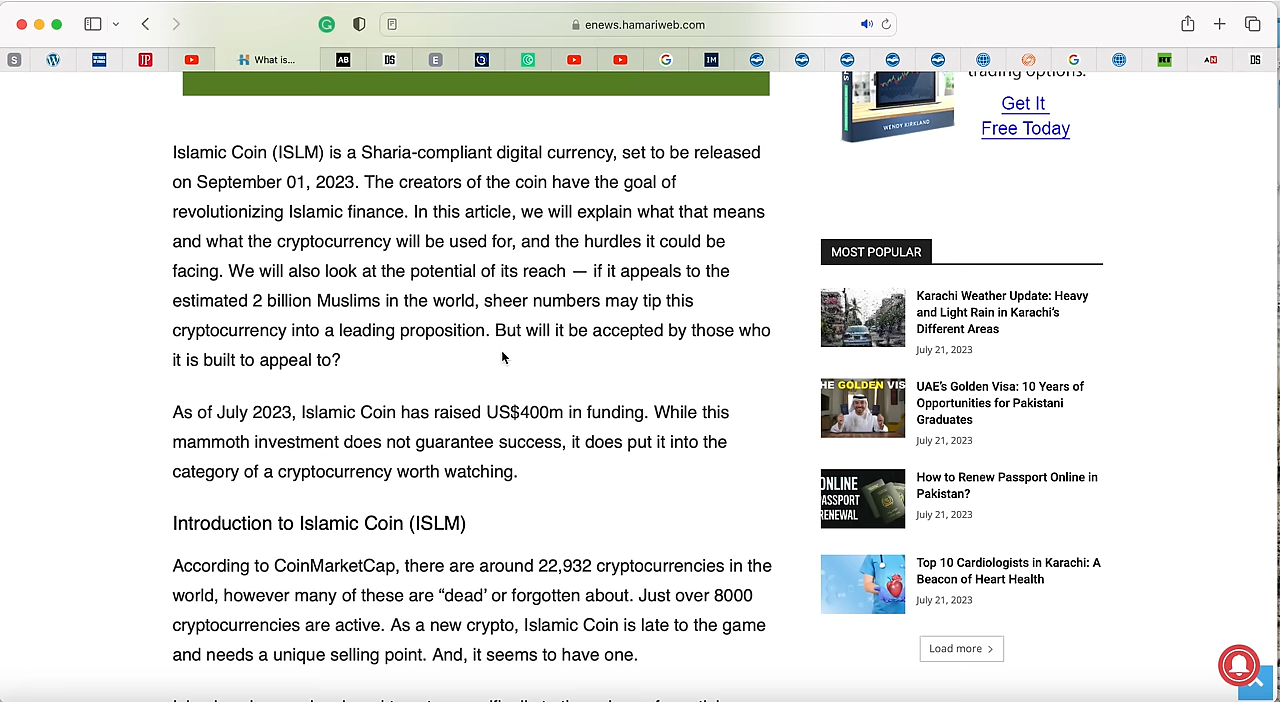 enews.hamariweb.com
S
JP
What is...
AB
DS
E
IM
RT
AN
DS
Islamic Coin (ISLM) is a Sharia-compliant digital currency, set to be released
on September 01, 2023. The creators of the coin have the goal of
revolutionizing Islamic finance. In this article, we will explain what that means
and what the cryptocurrency will be used for, and the hurdles it could be
facing. We will also look at the potential of its reach — if it appeals to the
estimated 2 billion Muslims in the world, sheer numbers may tip this
cryptocurrency into a leading proposition. But will it be accepted by those who
it is built to appeal to?
As of July 2023, Islamic Coin has raised US$400m in funding. While this
mammoth investment does not guarantee success, it does put it into the
category of a cryptocurrency worth watching.
Introduction to Islamic Coin (ISLM)
According to CoinMarketCap, there are around 22,932 cryptocurrencies in the
world, however many of these are “dead’ or forgotten about. Just over 8000
cryptocurrencies are active. As a new crypto, Islamic Coin is late to the game
and needs a unique selling point. And, it seems to have one.
trading options.
WENDY KIRKLAND
Get It
Free Today
MOST POPULAR
Karachi Weather Update: Heavy
and Light Rain in Karachi’s
Different Areas
July 21, 2023
HE GOLDEN VIS
UAE’s Golden Visa: 10 Years of
Opportunities for Pakistani
Graduates
July 21, 2023
ONLINE
PASSPORT
RENEWAL
How to Renew Passport Online in
Pakistan?
July 21, 2023
Top 10 Cardiologists in Karachi: A
Beacon of Heart Health
July 21, 2023
Load more